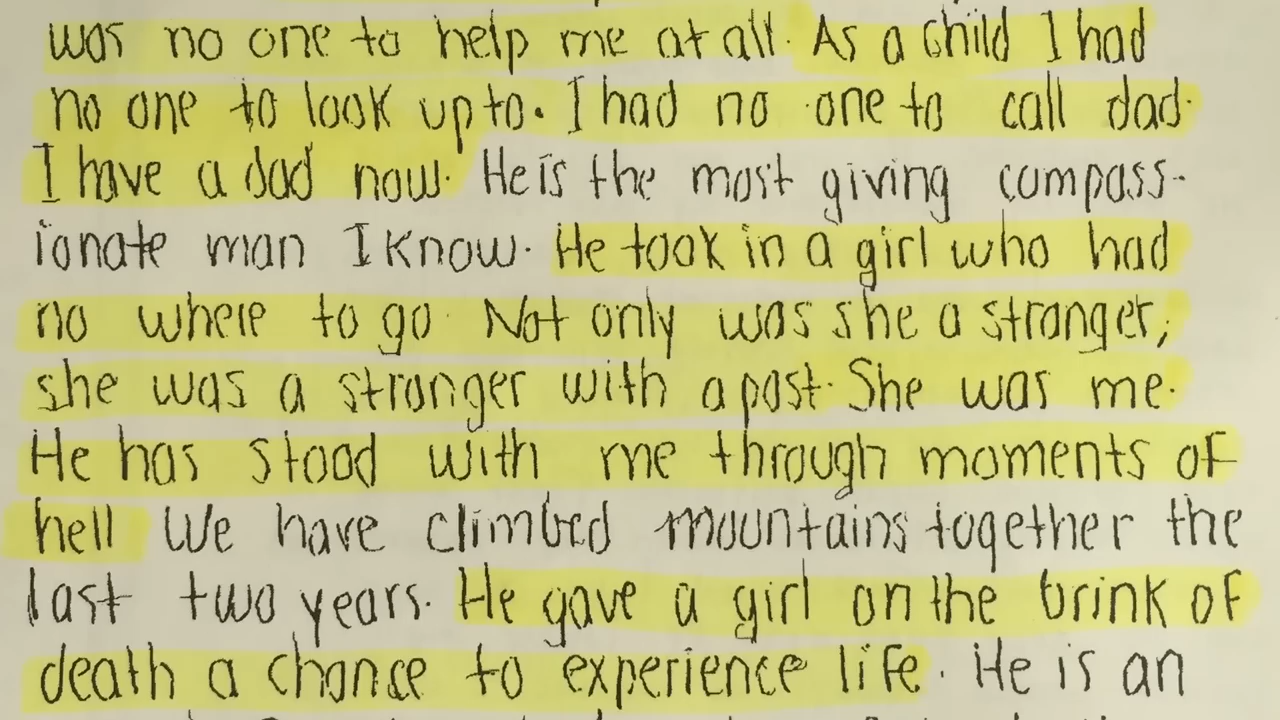 was no one to help me at all. As a child I had
no one to look up to. I had no one to call dad.
I have a dad now. He is the most giving compass-
ionate man I know. He took in a girl who had
no where to go. Not only was she a stranger,
she was a stranger with a past. She was me.
He has stood with me through moments of
hell We have climbed mountains together the
last two years. He gave a girl on the brink of
death a chance to experience life. He is an